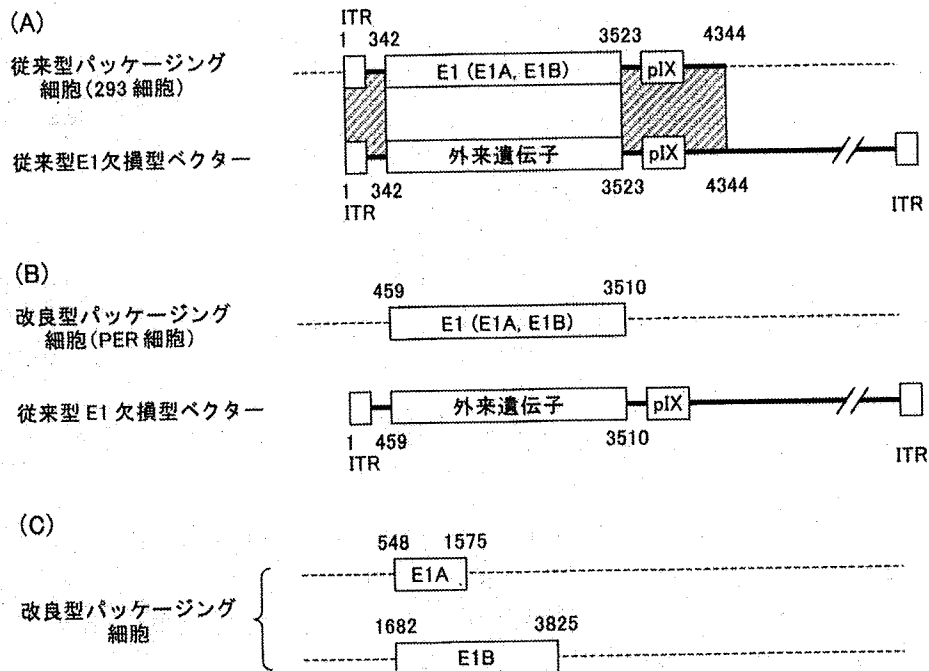 (A)
ITR
1 342 3523 4344
従来型パッケージング
細胞(293 細胞)
E1 (E1A, E1B) pIX
従来型E1欠損型ベクター
外来遺伝子 pIX
1 342 3523 4344
ITR ITR
(B)
459 3510
改良型パッケージング
細胞(PER 細胞)
E1 (E1A, E1B)
従来型 E1 欠損型ベクター
外来遺伝子 pIX
1 459 3510
ITR ITR
(C)
548 1575
E1A
改良型パッケージング
細胞
1682 3825
E1B